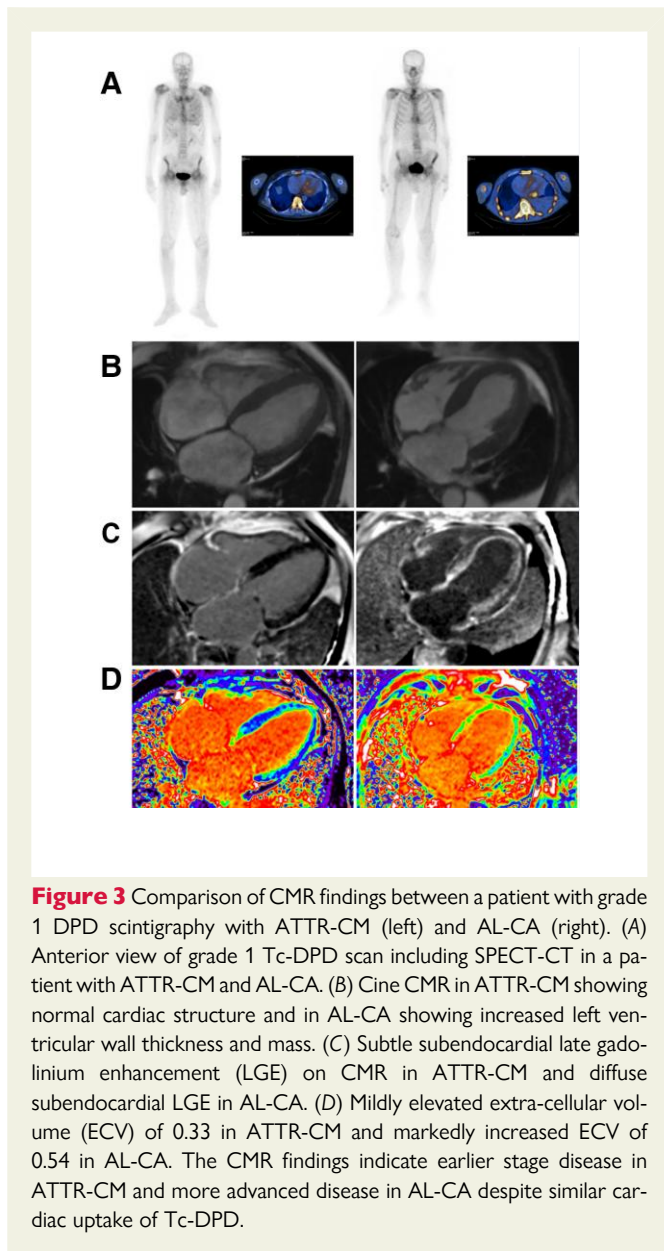 A
B
C
D
Figure 3 Comparison of CMR findings between a patient with grade
1 DPD scintigraphy with ATTR-CM (left) and AL-CA (right). (A)
Anterior view of grade 1 Tc-DPD scan including SPECT-CT in a pa-
tient with ATTR-CM and AL-CA. (B) Cine CMR in ATTR-CM showing
normal cardiac structure and in AL-CA showing increased left ven-
tricular wall thickness and mass. (C) Subtle subendocardial late gado-
linium enhancement (LGE) on CMR in ATTR-CM and diffuse
subendocardial LGE in AL-CA. (D) Mildly elevated extra-cellular vol-
ume (ECV) of 0.33 in ATTR-CM and markedly increased ECV of
0.54 in AL-CA. The CMR findings indicate earlier stage disease in
ATTR-CM and more advanced disease in AL-CA despite similar car-
diac uptake of Tc-DPD.